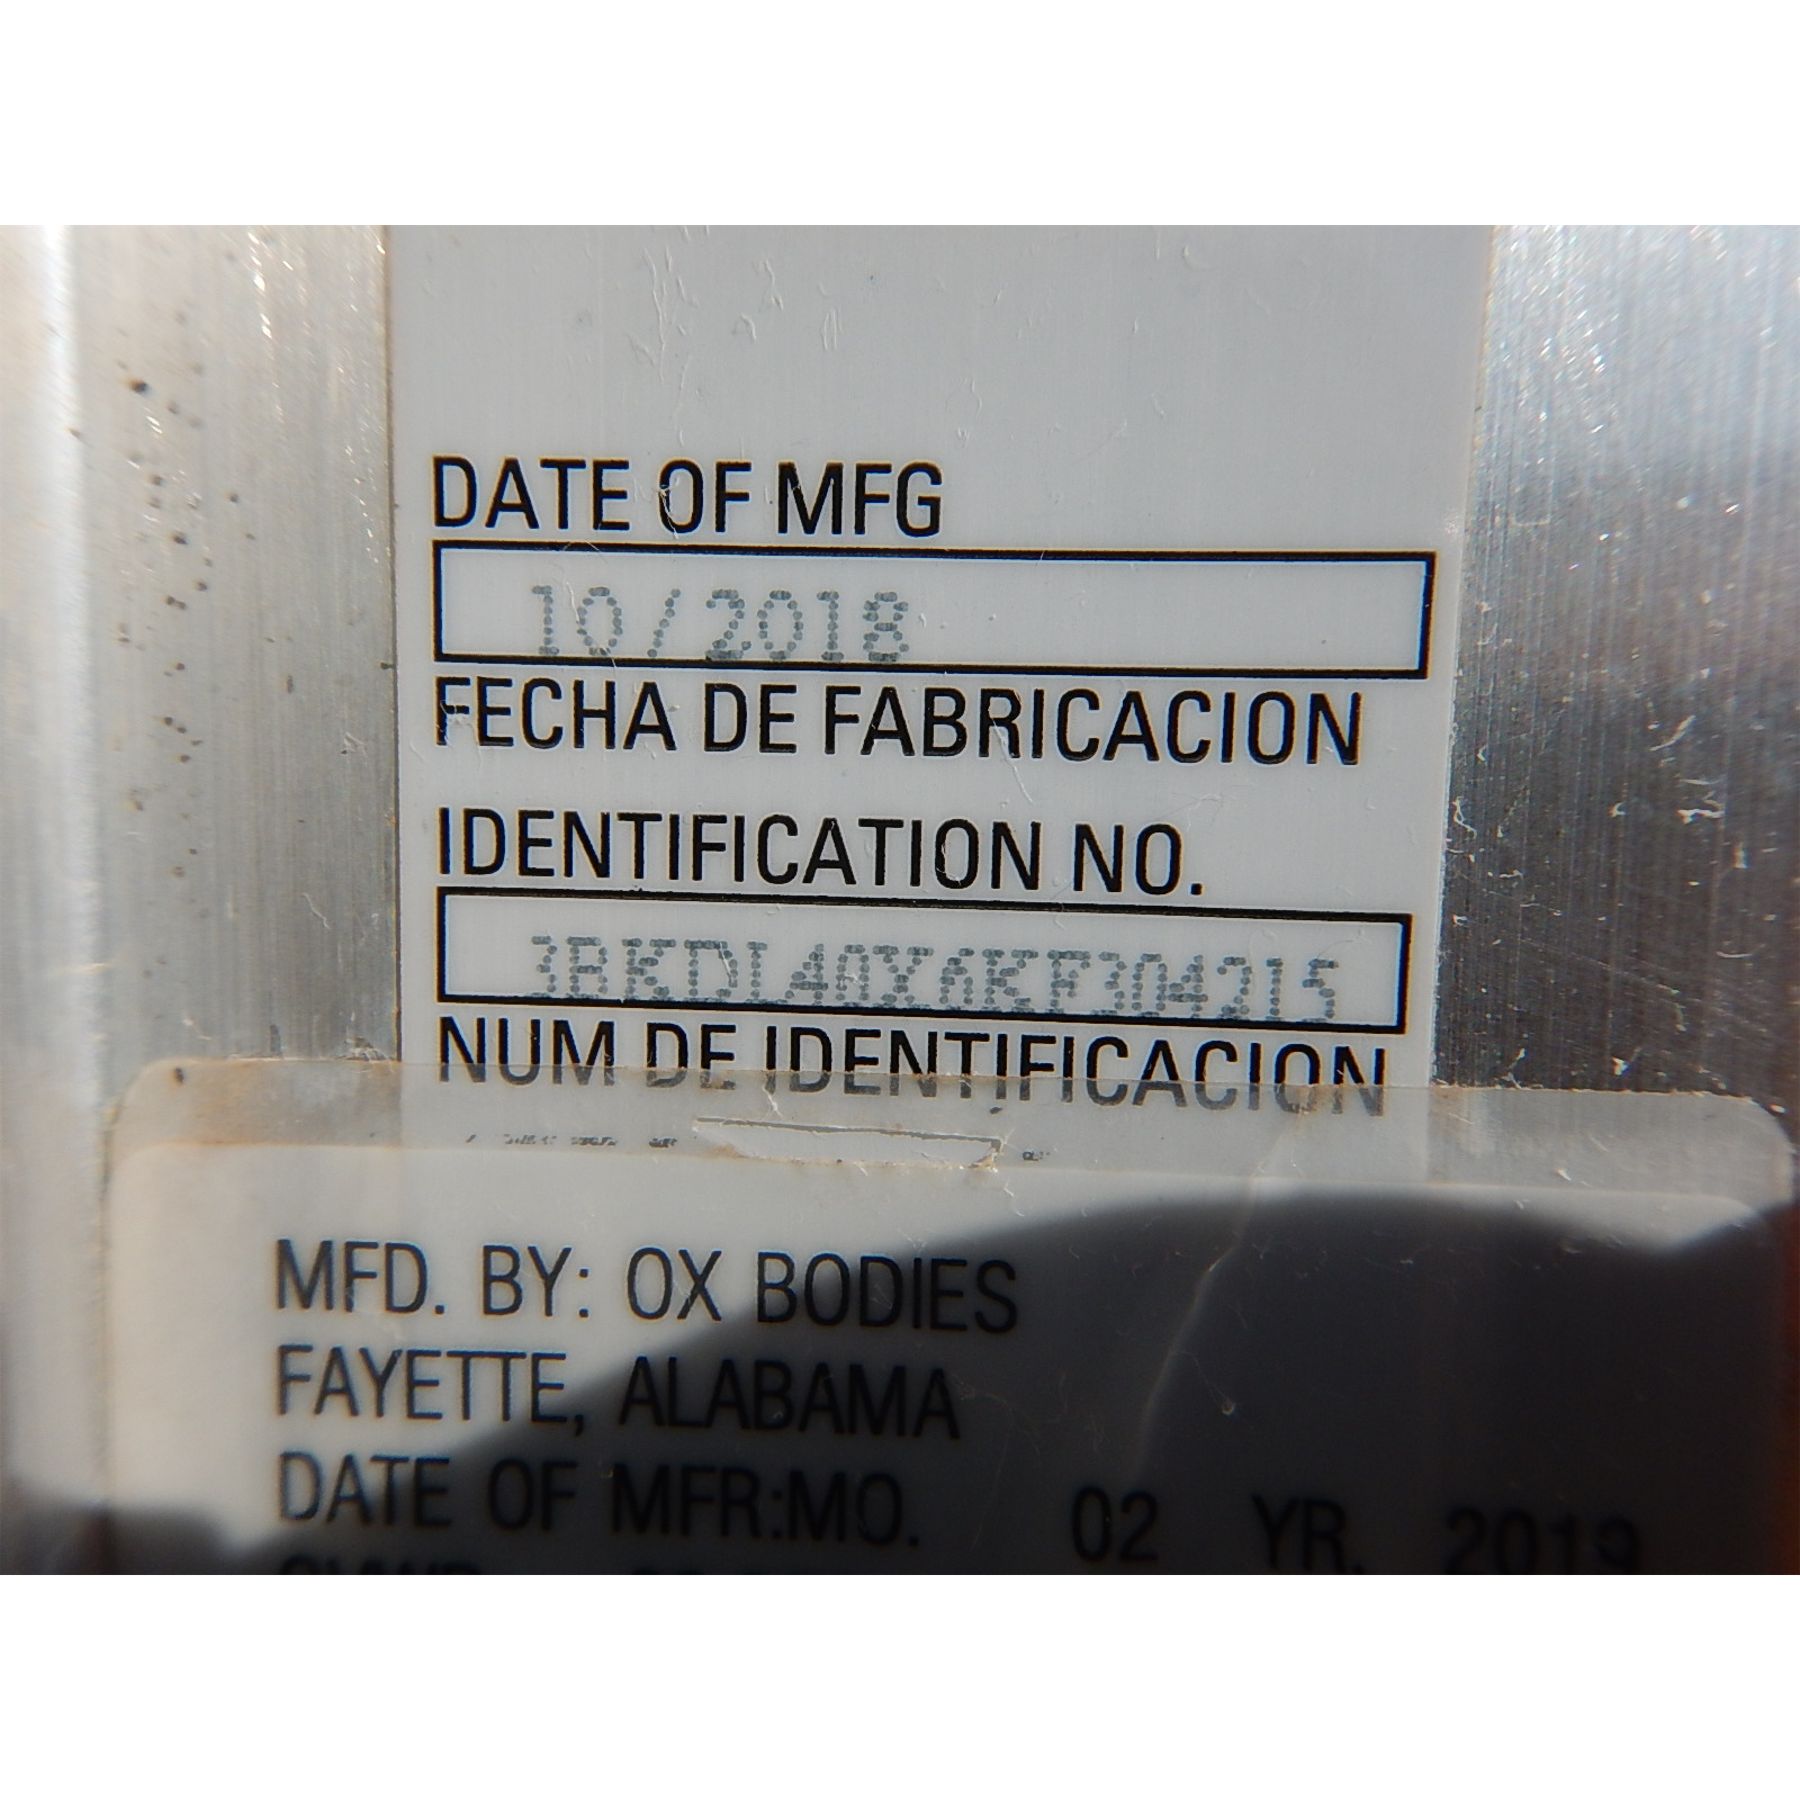 DATE OF MFG
10/2018
FECHA DE FABRICACION
IDENTIFICATION NO.
3BKDL40X6KF304215
NUM DE IDENTIFICACION
MFD. BY: OX BODIES
FAYETTE, ALABAMA
DATE OF MFR:MO. 02 YR. 2019